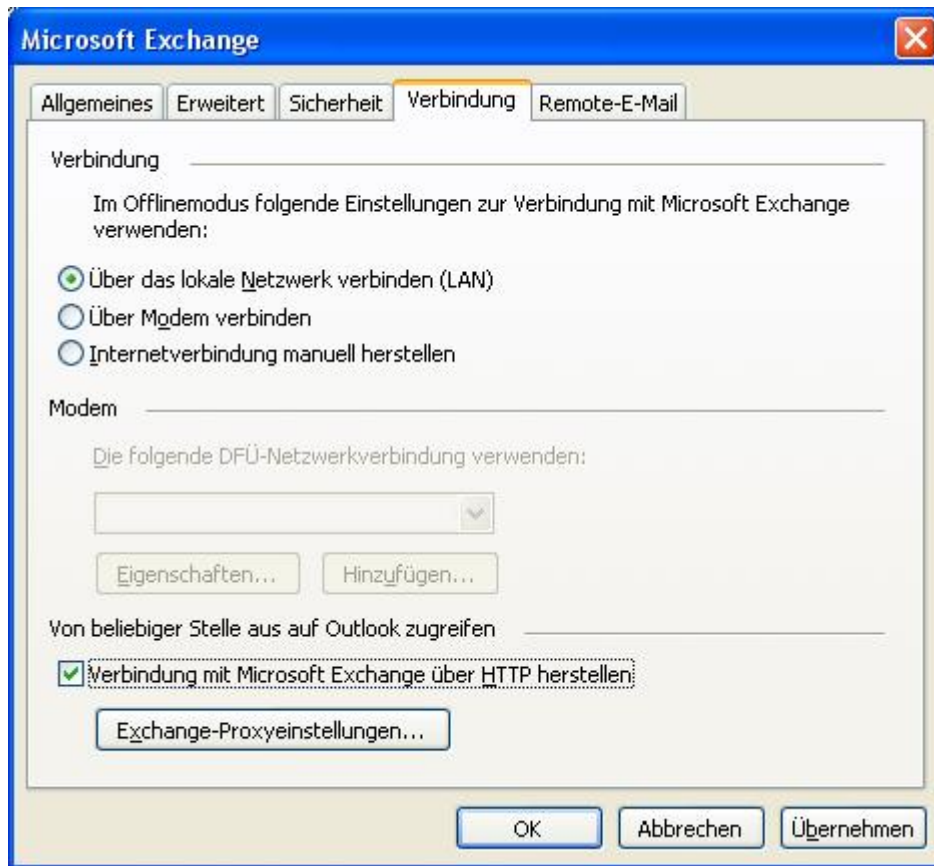 Microsoft Exchange
Allgemeines Erweitert Sicherheit Verbindung Remote-E-Mail
Verbindung
Im Offlinemodus folgende Einstellungen zur Verbindung mit Microsoft Exchange
verwenden:
Über das lokale Netzwerk verbinden (LAN)
Über Modem verbinden
Internetverbindung manuell herstellen
Modem
Die folgende DFÜ-Netzwerkverbindung verwenden:
Eigenschaften... Hinzufügen...
Von beliebiger Stelle aus auf Outlook zugreifen
Verbindung mit Microsoft Exchange über HTTP herstellen
Exchange-Proxyeinstellungen...
OK Abbrechen Übernehmen